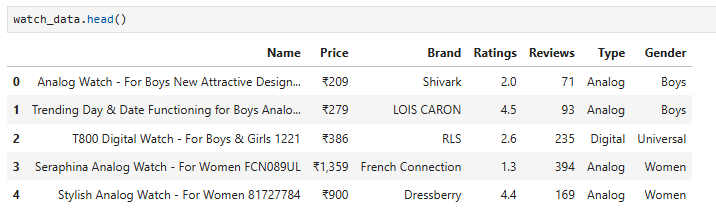 watch_data.head()
Name Price Brand Ratings Reviews Type Gender
0 Analog Watch - For Boys New Attractive Design... ₹209 Shivark 2.0 71 Analog Boys
1 Trending Day & Date Functioning for Boys Analo... ₹279 LOIS CARON 4.5 93 Analog Boys
2 T800 Digital Watch - For Boys & Girls 1221 ₹386 RLS 2.6 235 Digital Universal
3 Seraphina Analog Watch - For Women FCN089UL ₹1,359 French Connection 1.3 394 Analog Women
4 Stylish Analog Watch - For Women 81727784 ₹900 Dressberry 4.4 169 Analog Women